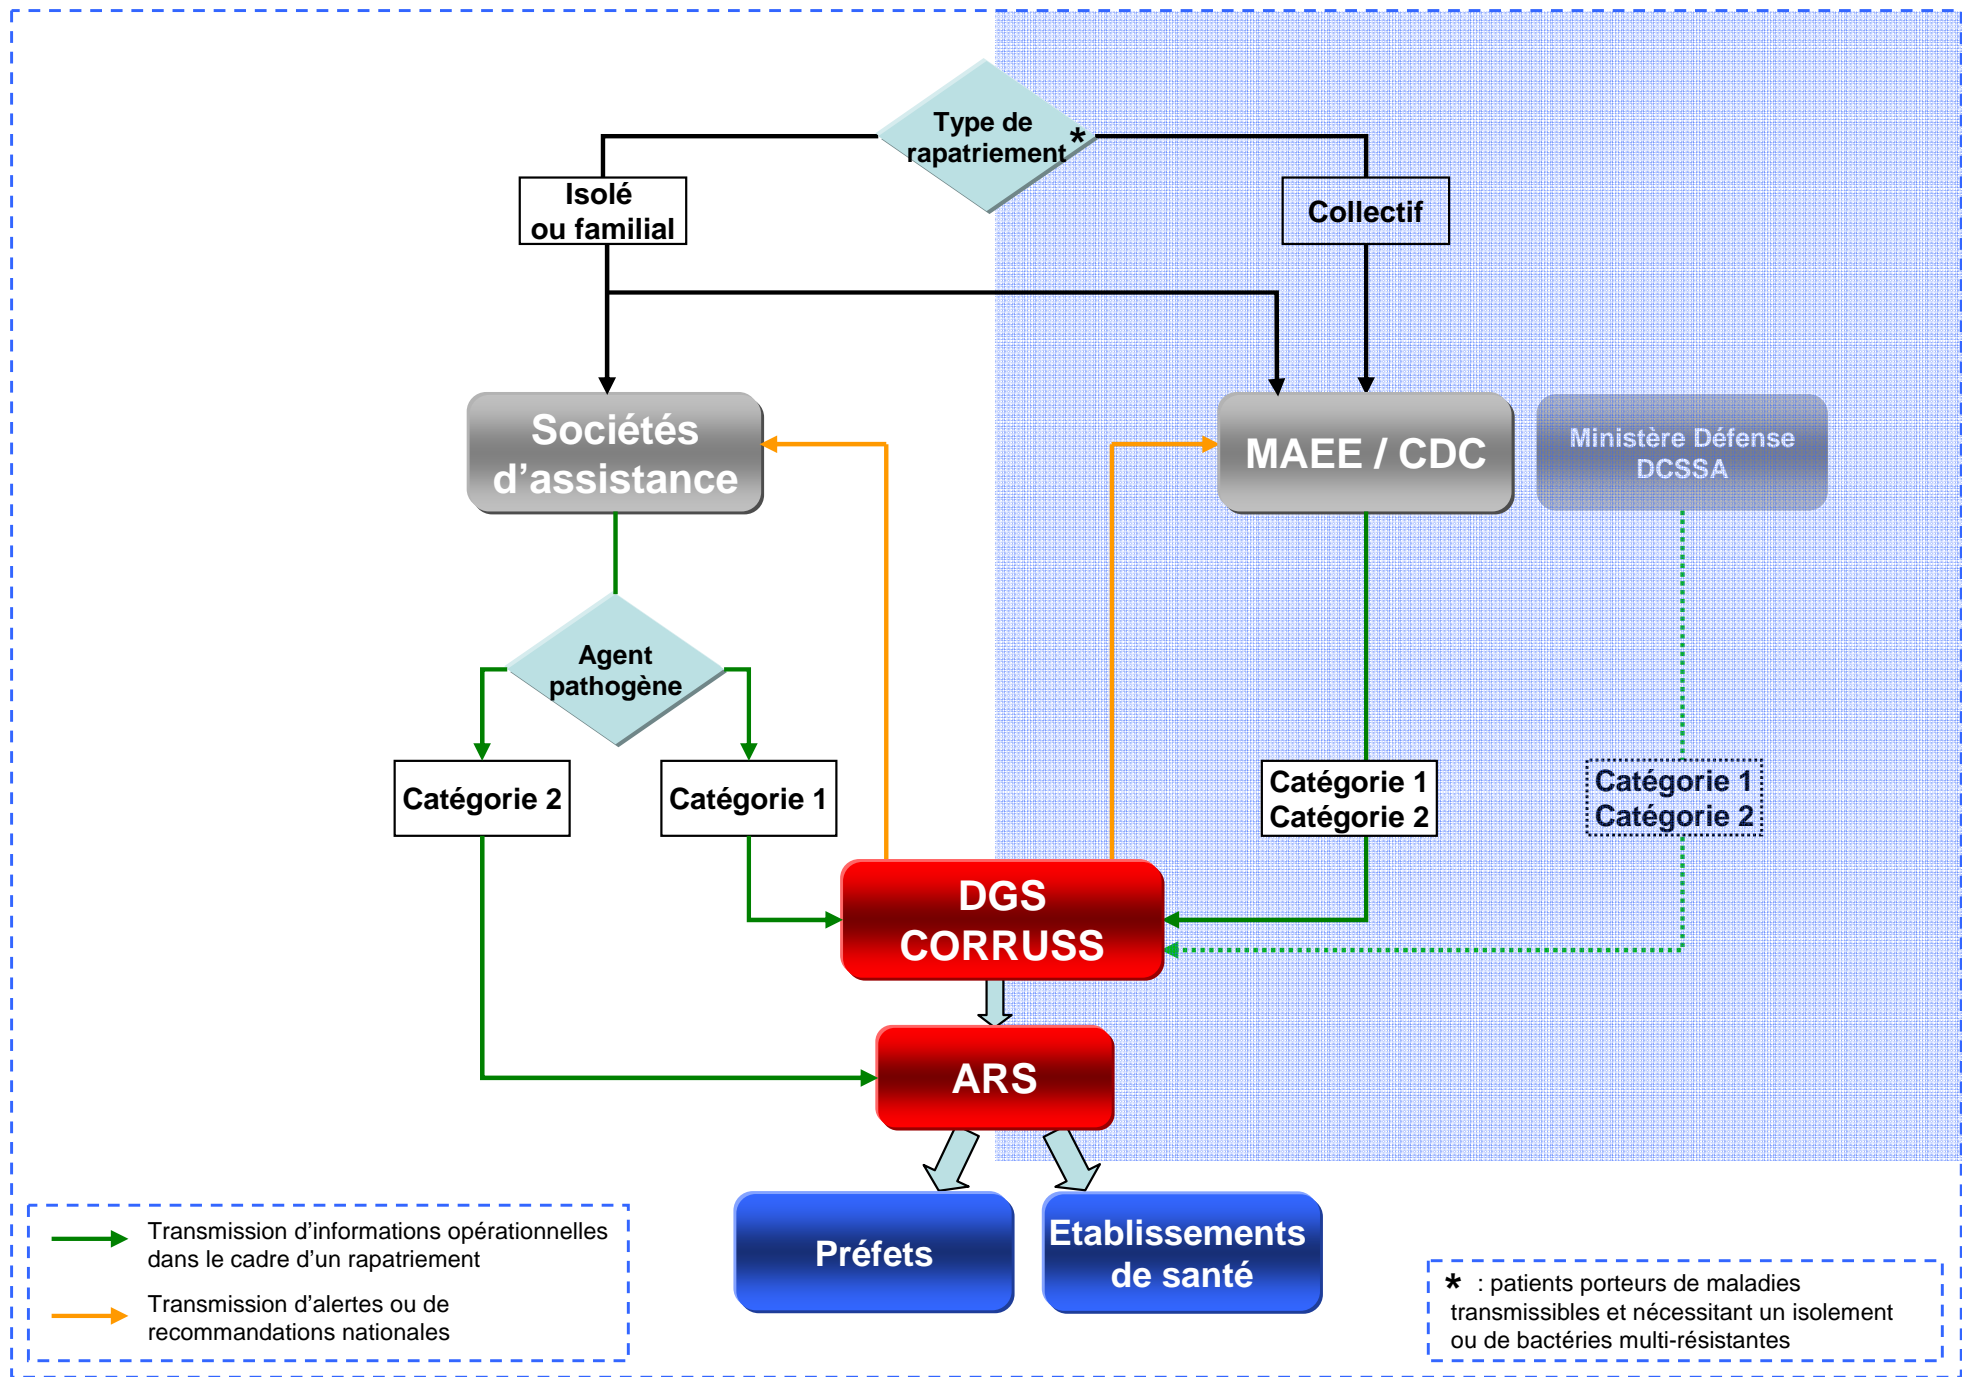 Type de
rapatriement *
Isolé
ou familial
Collectif
Sociétés
d’assistance
MAEE / CDC
Ministère Défense
DCSSA
Agent
pathogène
Catégorie 2
Catégorie 1
Catégorie 1
Catégorie 2
Catégorie 1
Catégorie 2
DGS
CORRUSS
ARS
Préfets
Etablissements
de santé
Transmission d’informations opérationnelles
dans le cadre d’un rapatriement
Transmission d’alertes ou de
recommandations nationales
* : patients porteurs de maladies
transmissibles et nécessitant un isolement
ou de bactéries multi-résistantes